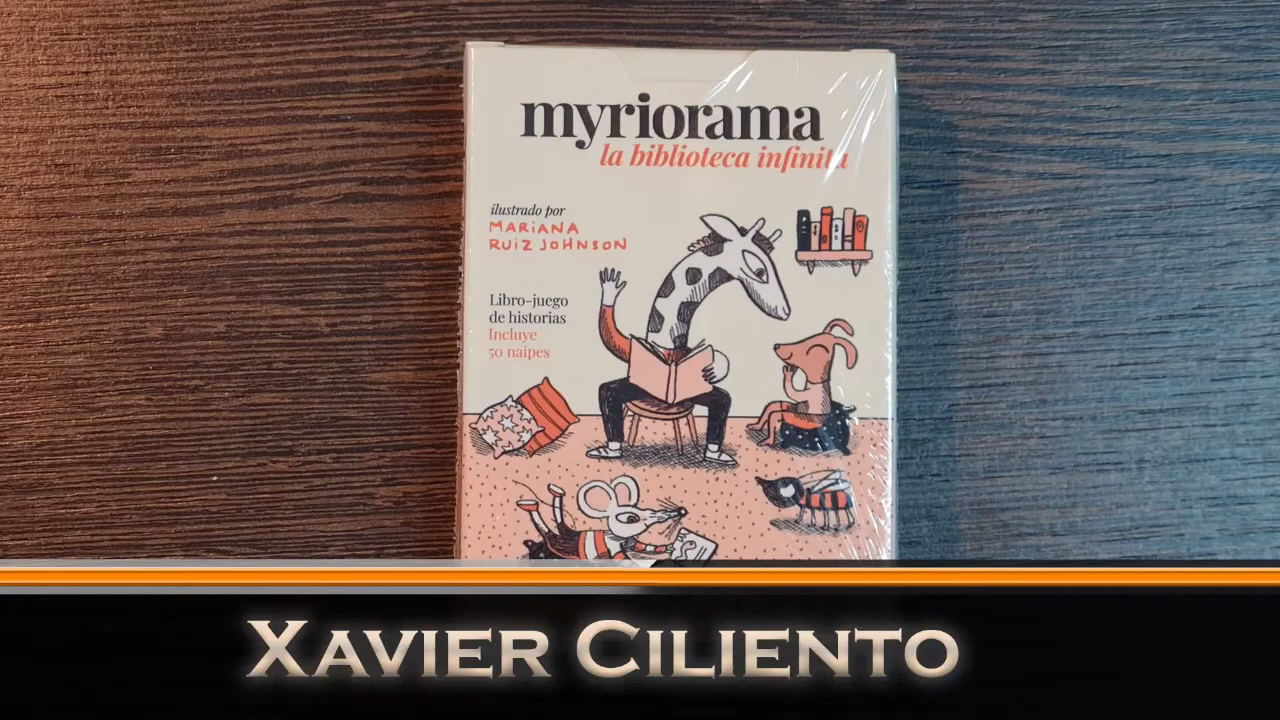 myriorama
la biblioteca infinita
ilustrado por
MARIANA
RUIZ JOHNSON
Libro-juego
de historias
Incluye
50 naipes
XAVIER CILIENTO